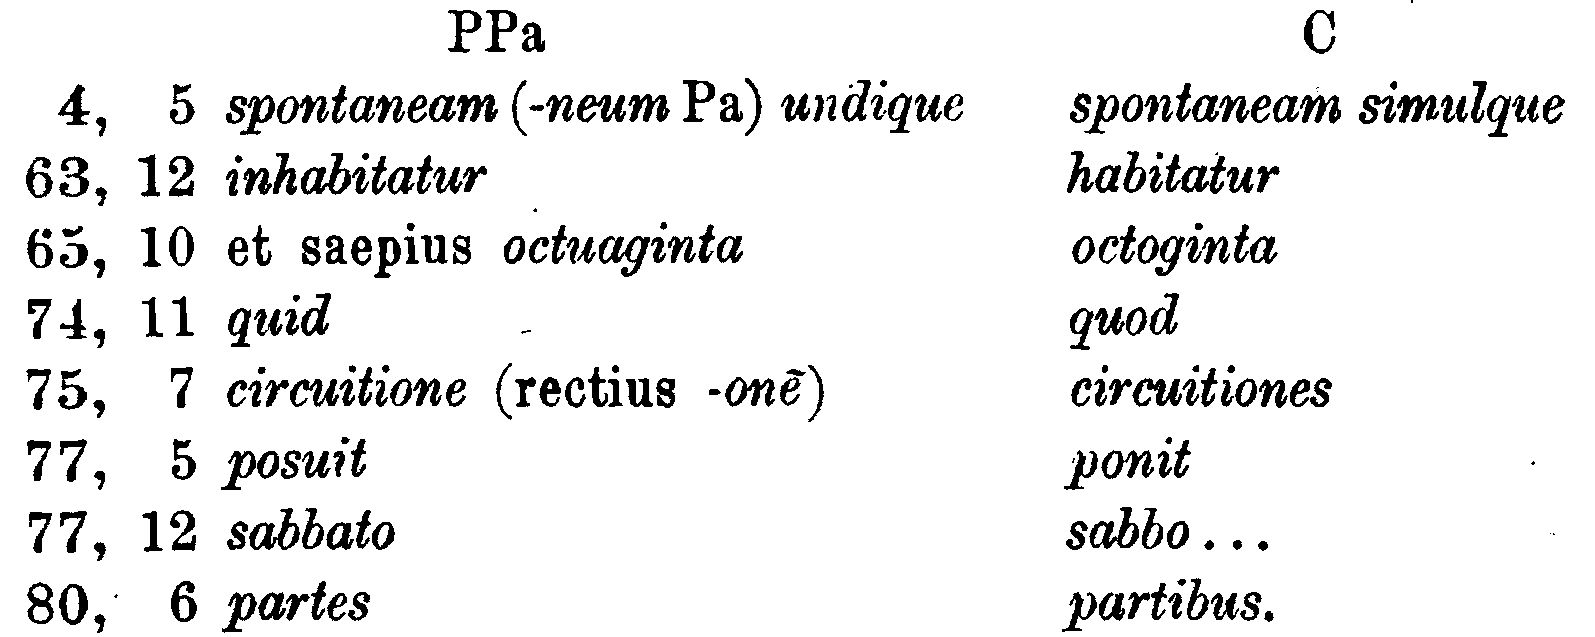 PPa C
4, 5 spontaneam (-neum Pa) undique spontaneam simulque
63, 12 inhabitatur habitatur
65, 10 et saepius octuaginta octoginta
74, 11 quid quod
75, 7 circuitione (rectius -onē) circuitiones
77, 5 posuit ponit
77, 12 sabbato sabbo...
80, 6 partes partibus.